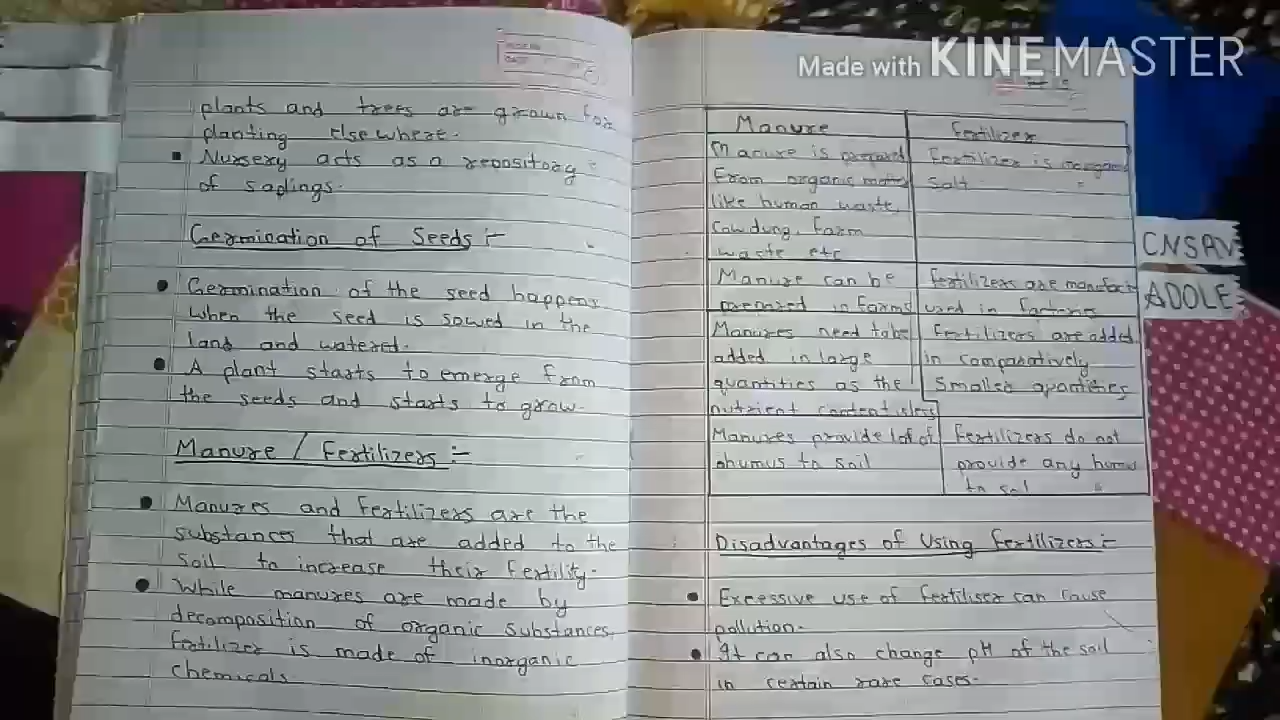 plants and trees are grown for
planting elsewhere.
Nursery acts as a repository
of saplings.
Germination of Seeds :-
Germination of the seed happens
when the seed is sowed in the
land and watered.
A plant starts to emerge from
the seeds and starts to grow.
Manure / Fertilizers :-
Manures and fertilizers are the
substances that are added to the
soil to increase their fertility.
While manures are made by
decomposition of organic substances,
fertilizer is made of inorganic
chemicals.
Made with KINEMASTER
Manure
Manure is prepared
from organic matter
like human waste,
cowdung, farm
waste etc
Fertilizer
Fertilizer is inorganic
salt
Manure can be
prepared in farms
Fertilizers are manufact
used in factories
Manures need tobe
added in large
quantities as the
nutrient content is less
Fertilizers are added
in comparatively
Smaller
Manures provide lot of
humus to soil
Fertilizers do not
provide any humus
to
Disadvantages of Using fertilizers :-
Excessive use of fertiliser can cause
pollution.
It can also change pH of the soil
in certain rare cases.
CNSAV
ADOLE